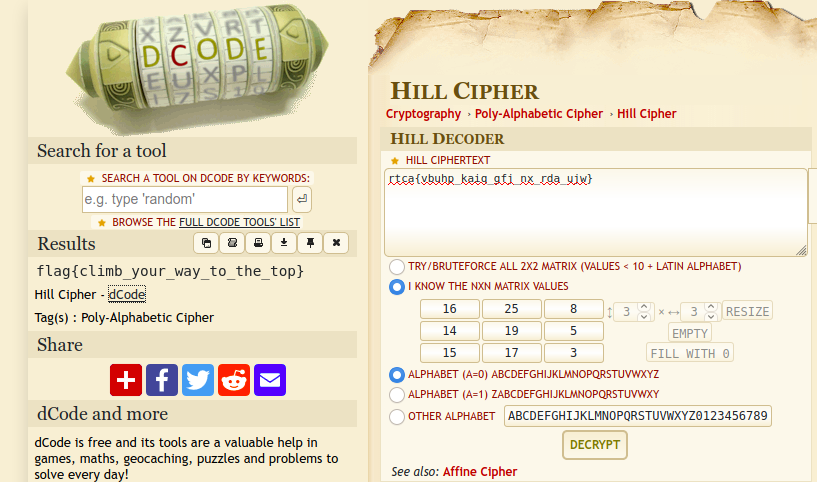 X Z V R T
D C O D E
E U X P L
Search for a tool
★ SEARCH A TOOL ON DCODE BY KEYWORDS:
e.g. type 'random'
★ BROWSE THE FULL DCODE TOOLS' LIST
Results
flag{climb_your_way_to_the_top}
Hill Cipher - dCode
Tag(s) : Poly-Alphabetic Cipher
Share
dCode and more
dCode is free and its tools are a valuable help in
games, maths, geocaching, puzzles and problems to
solve every day!
HILL CIPHER
Cryptography › Poly-Alphabetic Cipher › Hill Cipher
HILL DECODER
★ HILL CIPHERTEXT
rtca{vbuhp_kaiq_gfj_nx_rda_ujw}
TRY/BRUTEFORCE ALL 2X2 MATRIX (VALUES < 10 + LATIN ALPHABET)
I KNOW THE NXN MATRIX VALUES
16 25 8 ↕ 3 × ↔ 3 RESIZE
14 19 5 EMPTY
15 17 3 FILL WITH 0
ALPHABET (A=0) ABCDEFGHIJKLMNOPQRSTUVWXYZ
ALPHABET (A=1) ZABCDEFGHIJKLMNOPQRSTUVWXY
OTHER ALPHABET ABCDEFGHIJKLMNOPQRSTUVWXYZ0123456789
DECRYPT
See also: Affine Cipher